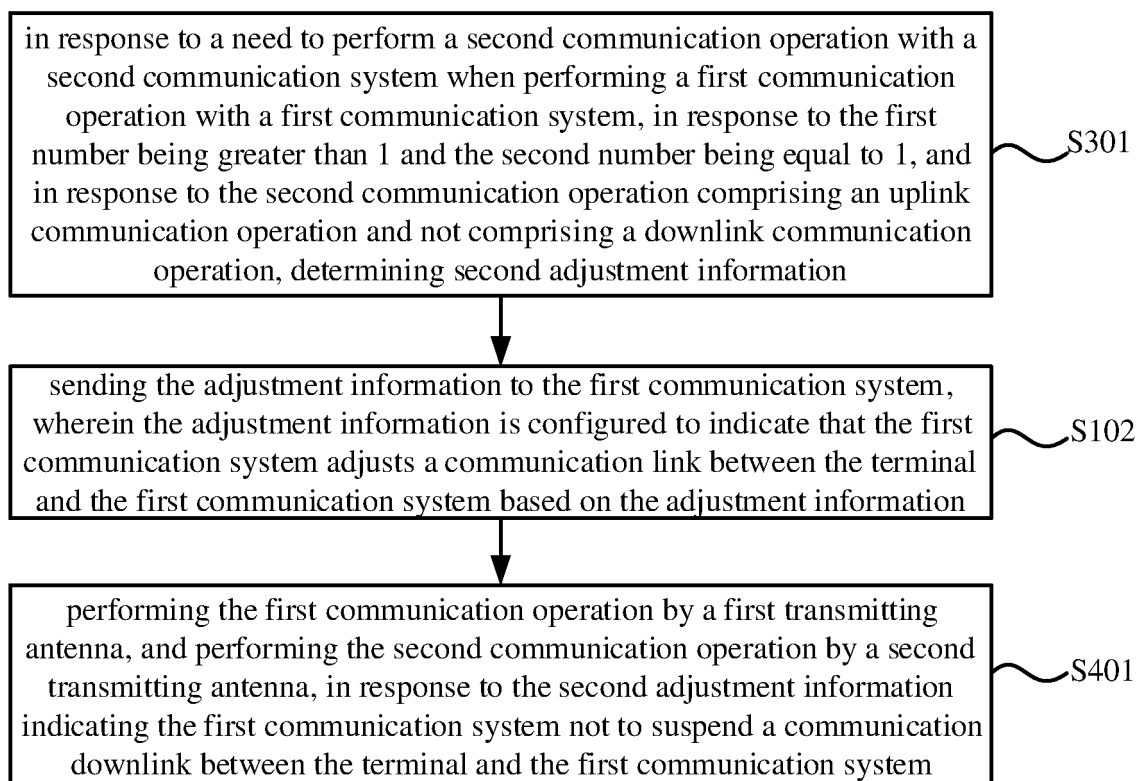 in response to a need to perform a second communication operation with a
second communication system when performing a first communication
operation with a first communication system, in response to the first
number being greater than 1 and the second number being equal to 1, and
in response to the second communication operation comprising an uplink
communication operation and not comprising a downlink communication
operation, determining second adjustment information
S301
sending the adjustment information to the first communication system,
wherein the adjustment information is configured to indicate that the first
communication system adjusts a communication link between the terminal
and the first communication system based on the adjustment information
S102
performing the first communication operation by a first transmitting
antenna, and performing the second communication operation by a second
transmitting antenna, in response to the second adjustment information
indicating the first communication system not to suspend a communication
downlink between the terminal and the first communication system
S401